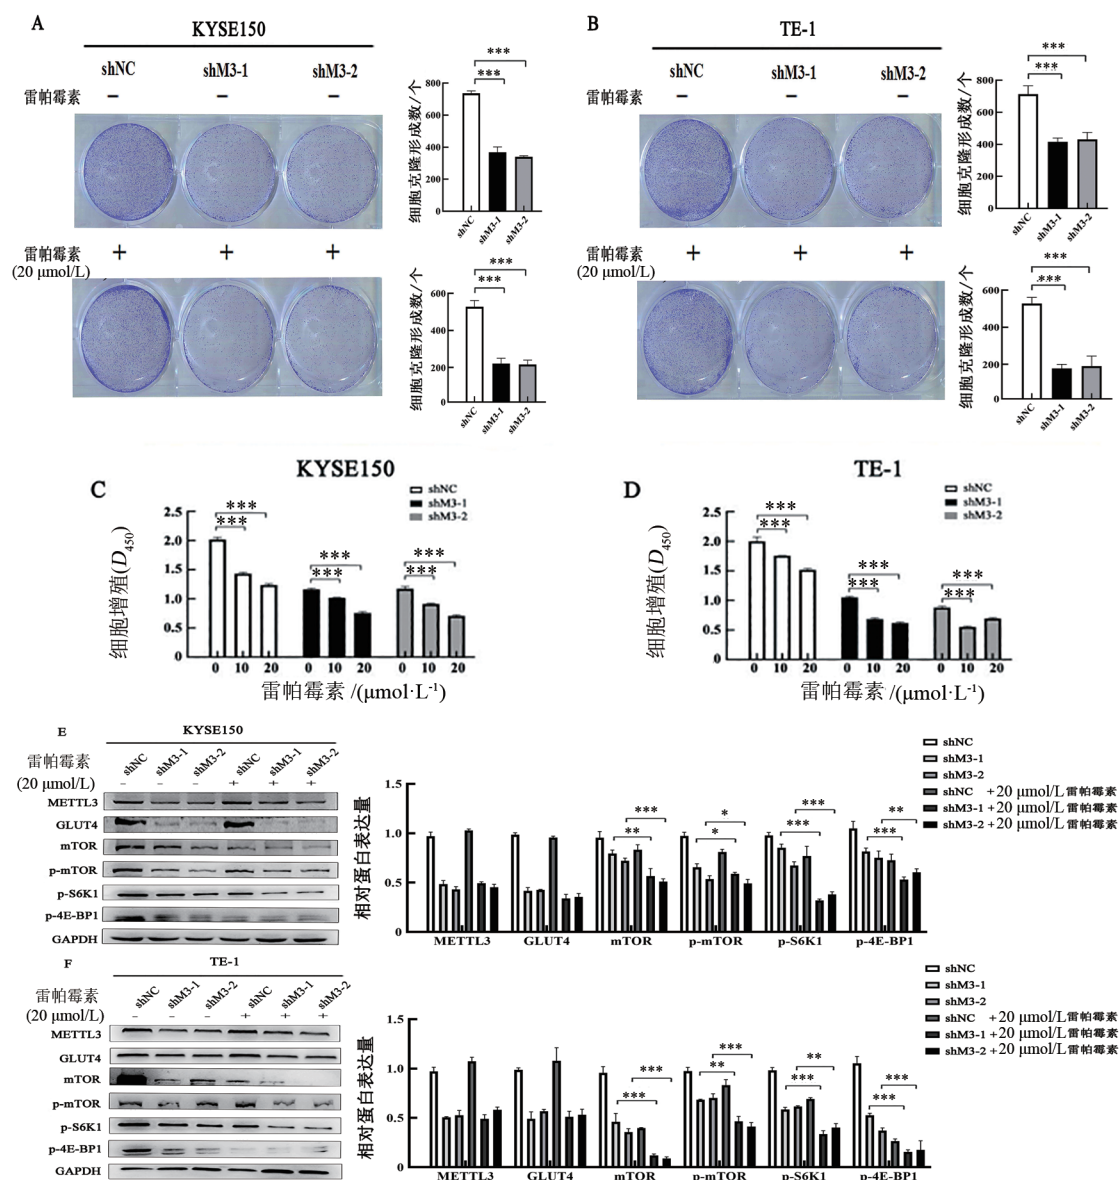 A
KYSE150
shNC shM3-1 shM3-2
雷帕霉素 − − −
雷帕霉素 + + +
(20 μmol/L)
细胞克隆形成数/个
800
600
400
200
0
***
***
shNC shM3-1 shM3-2
细胞克隆形成数/个
600
400
200
0
***
***
shNC shM3-1 shM3-2
B
TE-1
shNC shM3-1 shM3-2
雷帕霉素 − − −
雷帕霉素 + + +
(20 μmol/L)
细胞克隆形成数/个
800
600
400
200
0
***
***
shNC shM3-1 shM3-2
细胞克隆形成数/个
600
400
200
0
***
***
shNC shM3-1 shM3-2
C
KYSE150
shNC
shM3-1
shM3-2
细胞增殖(D450)
2.5
2.0
1.5
1.0
0.5
0
*** *** ***
*** *** ***
0 10 20 0 10 20 0 10 20
雷帕霉素 /(μmol·L-1)
D
TE-1
shNC
shM3-1
shM3-2
细胞增殖(D450)
2.5
2.0
1.5
1.0
0.5
0
*** *** ***
*** *** ***
0 10 20 0 10 20 0 10 20
雷帕霉素 /(μmol·L-1)
E
KYSE150
雷帕霉素 shNC shM3-1 shM3-2 shNC shM3-1 shM3-2
(20 μmol/L) − − − + + +
METTL3
GLUT4
mTOR
p-mTOR
p-S6K1
p-4E-BP1
GAPDH
相对蛋白表达量
1.5
1.0
0.5
0
*** * *** **
** * *** ***
METTL3 GLUT4 mTOR p-mTOR p-S6K1 p-4E-BP1
shNC
shM3-1
shM3-2
shNC +20 μmol/L雷帕霉素
shM3-1 +20 μmol/L雷帕霉素
shM3-2 +20 μmol/L雷帕霉素
F
TE-1
雷帕霉素 shNC shM3-1 shM3-2 shNC shM3-1 shM3-2
(20 μmol/L) − − − + + +
METTL3
GLUT4
mTOR
p-mTOR
p-S6K1
p-4E-BP1
GAPDH
相对蛋白表达量
1.5
1.0
0.5
0
*** *** ** ***
*** ** *** ***
METTL3 GLUT4 mTOR p-mTOR p-S6K1 p-4E-BP1
shNC
shM3-1
shM3-2
shNC +20 μmol/L雷帕霉素
shM3-1 +20 μmol/L雷帕霉素
shM3-2 +20 μmol/L雷帕霉素